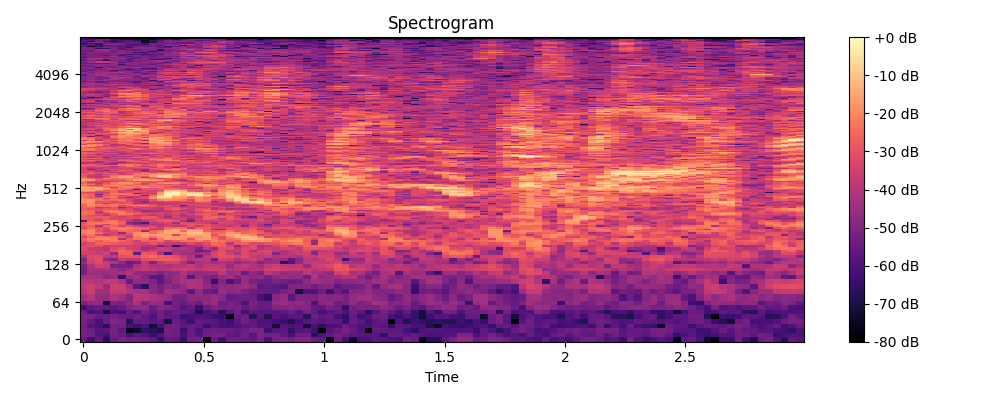 Spectrogram
Hz
4096
2048
1024
512
256
128
64
0
0
0.5
1
1.5
2
2.5
Time
+0 dB
-10 dB
-20 dB
-30 dB
-40 dB
-50 dB
-60 dB
-70 dB
-80 dB